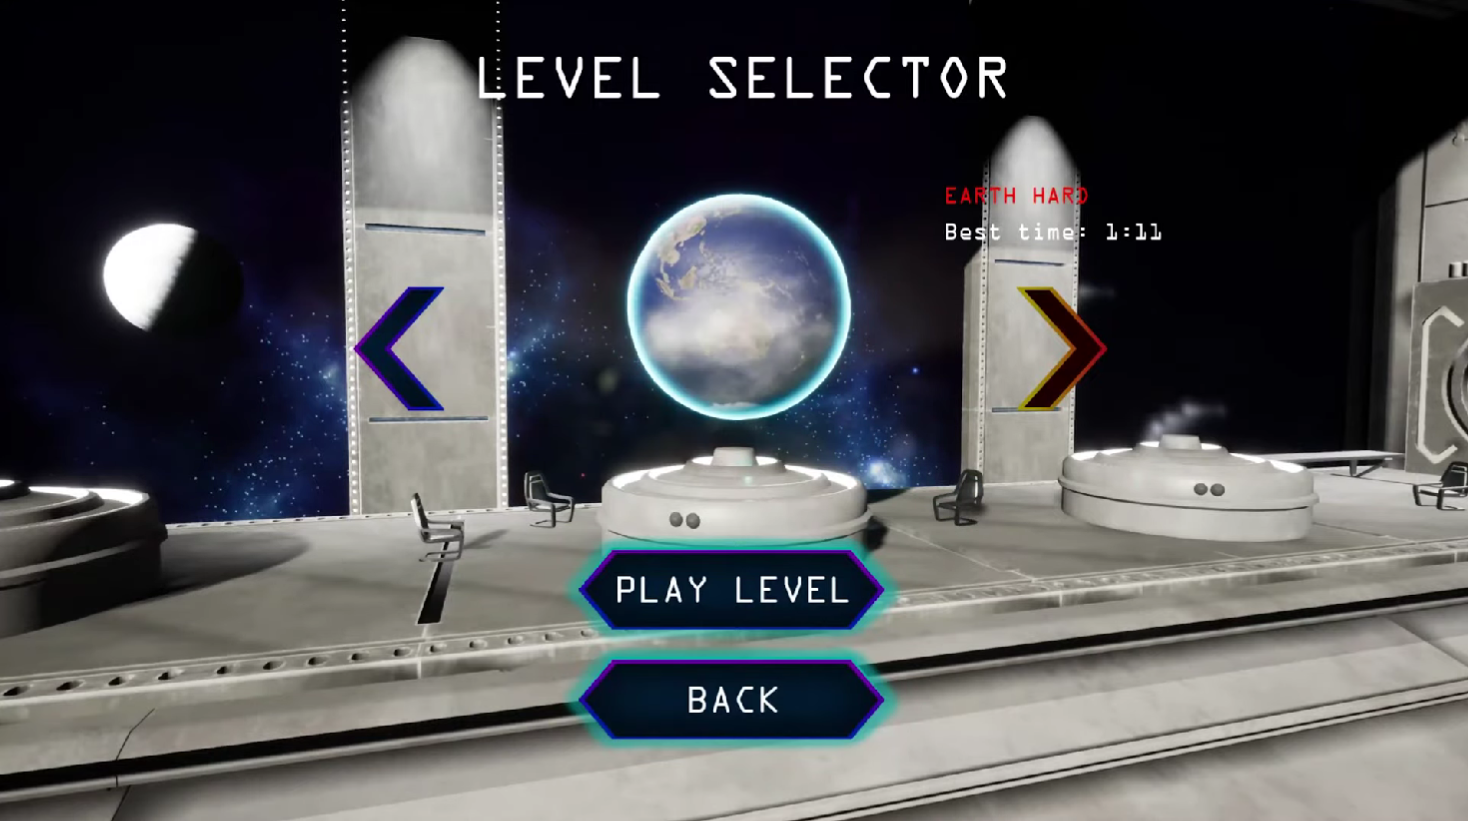 LEVEL SELECTOR
EARTH HARD
Best time: 1:11
PLAY LEVEL
BACK